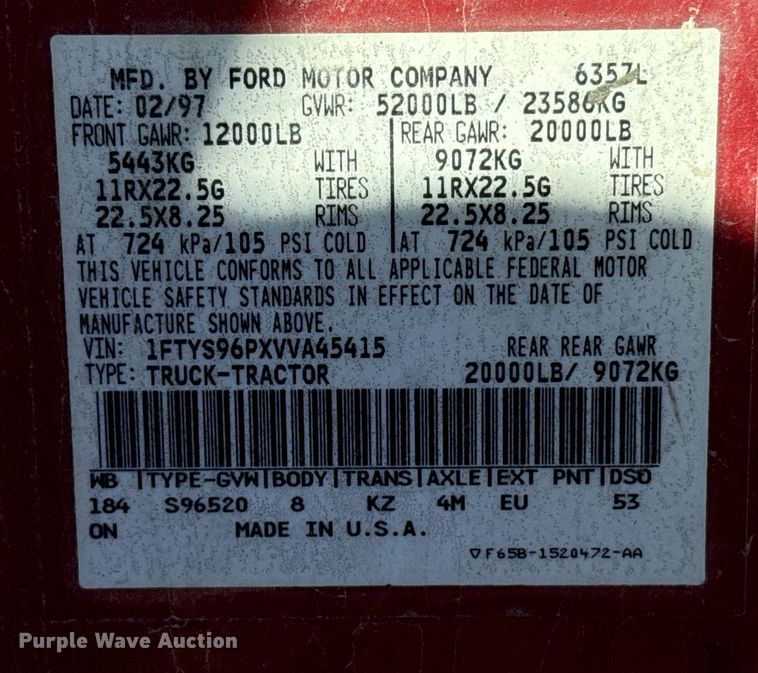 MFD. BY FORD MOTOR COMPANY 6357L
DATE: 02/97 GVWR: 52000LB / 23586KG
FRONT GAWR: 12000LB REAR GAWR: 20000LB
5443KG WITH 9072KG WITH
11RX22.5G TIRES 11RX22.5G TIRES
22.5X8.25 RIMS 22.5X8.25 RIMS
AT 724 kPa/105 PSI COLD AT 724 kPa/105 PSI COLD
THIS VEHICLE CONFORMS TO ALL APPLICABLE FEDERAL MOTOR
VEHICLE SAFETY STANDARDS IN EFFECT ON THE DATE OF
MANUFACTURE SHOWN ABOVE.
VIN: 1FTYS96PXVVA45415 REAR REAR GAWR
TYPE: TRUCK-TRACTOR 20000LB/ 9072KG
WB TYPE-GVW BODY TRANS AXLE EXT PNT DSO
184 S96520 8 KZ 4M EU 53
ON MADE IN U.S.A.
F65B-1520472-AA
Purple Wave Auction